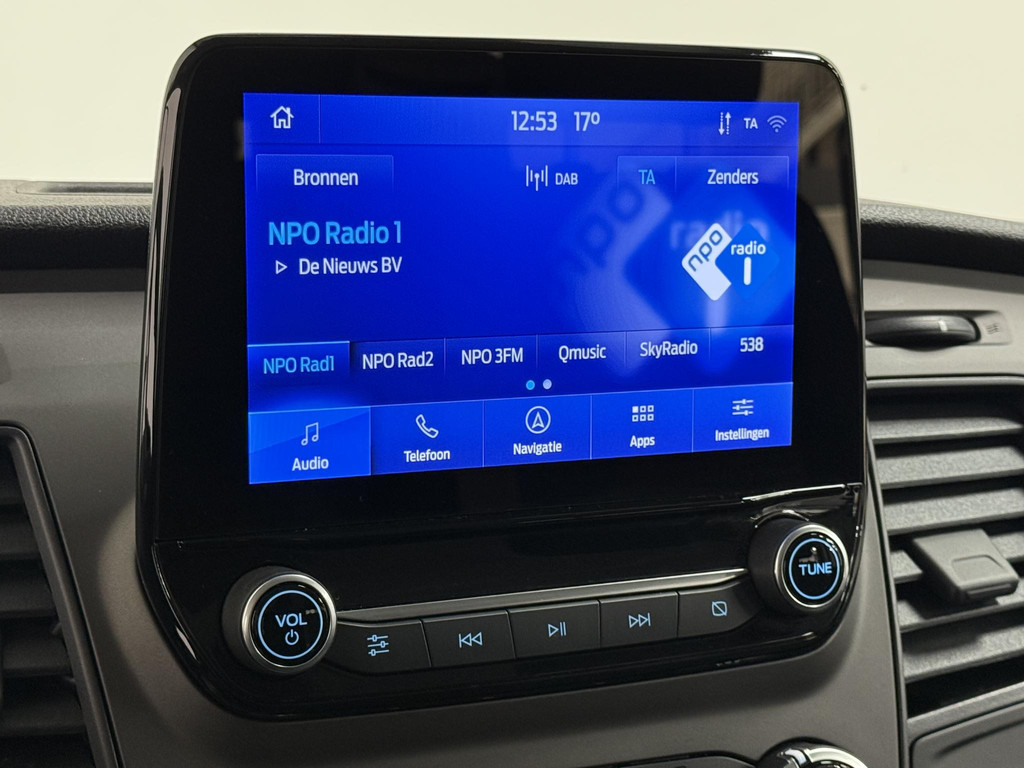 12:53 17°
TA
Bronnen
DAB
TA
Zenders
NPO Radio 1
De Nieuws BV
npo radio 1
NPO Rad1
NPO Rad2
NPO 3FM
Qmusic
SkyRadio
538
Audio
Telefoon
Navigatie
Apps
Instellingen
VOL
TUNE